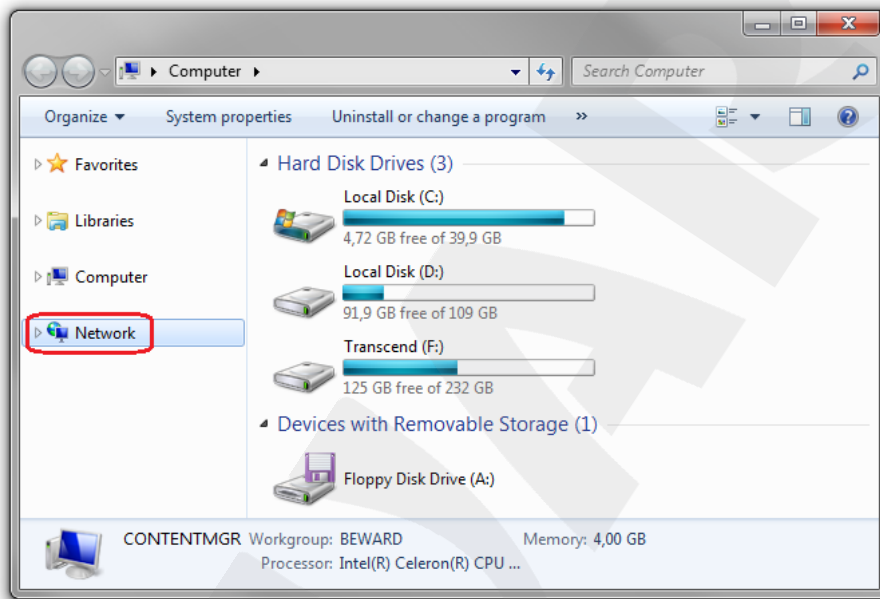 Computer
Search Computer
Organize System properties Uninstall or change a program »
Favorites
Libraries
Computer
Network
Hard Disk Drives (3)
Local Disk (C:)
4,72 GB free of 39,9 GB
Local Disk (D:)
91,9 GB free of 109 GB
Transcend (F:)
125 GB free of 232 GB
Devices with Removable Storage (1)
Floppy Disk Drive (A:)
CONTENTMGR Workgroup: BEWARD Memory: 4,00 GB
Processor: Intel(R) Celeron(R) CPU ...